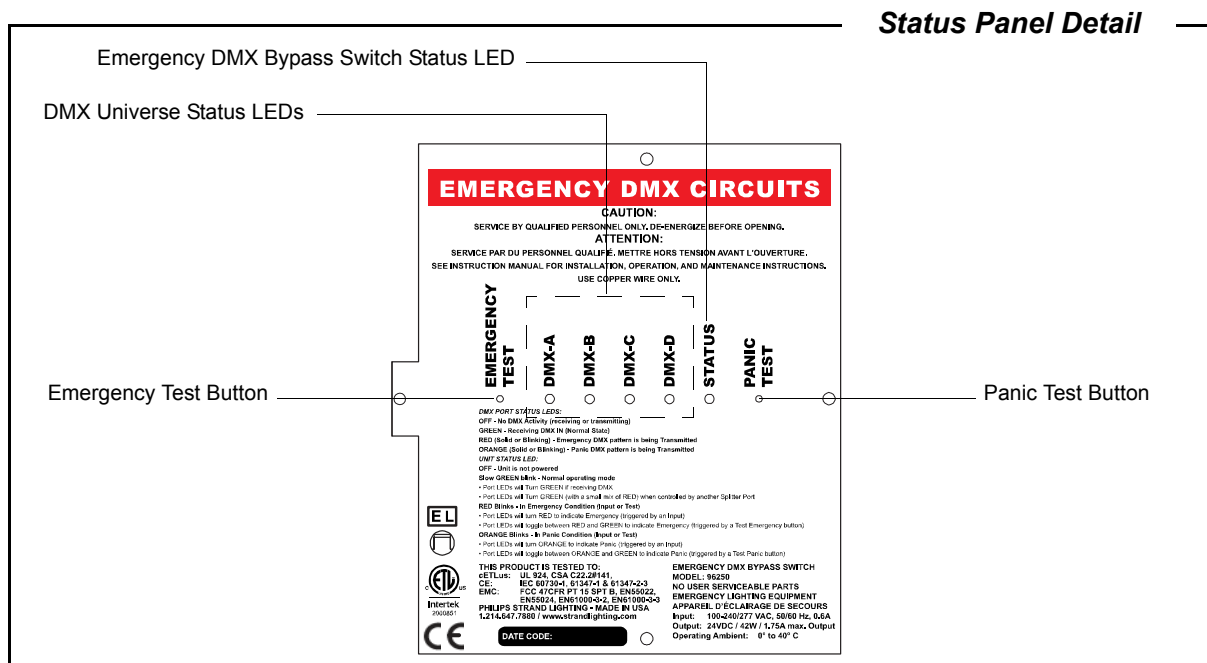 Status Panel Detail
Emergency DMX Bypass Switch Status LED
DMX Universe Status LEDs
EMERGENCY DMX CIRCUITS
CAUTION:
SERVICE BY QUALIFIED PERSONNEL ONLY. DE-ENERGIZE BEFORE OPENING.
ATTENTION:
SERVICE PAR DU PERSONNEL QUALIFIÉ. METTRE HORS TENSION AVANT L'OUVERTURE.
SEE INSTRUCTION MANUAL FOR INSTALLATION, OPERATION, AND MAINTENANCE INSTRUCTIONS.
USE COPPER WIRE ONLY.
EMERGENCY
TEST
DMX-A
DMX-B
DMX-C
DMX-D
STATUS
PANIC
TEST
Emergency Test Button
Panic Test Button
DMX PORT STATUS LEDS:
OFF - No DMX Activity (receiving or transmitting)
GREEN - Receiving DMX IN (Normal State)
RED (Solid or Blinking) - Emergency DMX pattern is being Transmitted
ORANGE (Solid or Blinking) - Panic DMX pattern is being Transmitted
UNIT STATUS LED:
OFF - Unit is not powered
Slow GREEN blink - Normal operating mode
• Port LEDs will Turn GREEN if receiving DMX
• Port LEDs will Turn GREEN (with a small mix of RED) when controlled by another Splitter Port
RED Blinks - In Emergency Condition (Input or Test)
• Port LEDs will turn RED to indicate Emergency (triggered by an Input)
• Port LEDs will toggle between RED and GREEN to indicate Emergency (triggered by a Test Emergency button)
ORANGE Blinks - In Panic Condition (Input or Test)
• Port LEDs will turn ORANGE to indicate Panic (triggered by an Input)
• Port LEDs will toggle between ORANGE and GREEN to indicate Panic (triggered by a Test Panic button)
EL
c ETL us
Intertek
2000851
CE
THIS PRODUCT IS TESTED TO:
cETLus: UL 924, CSA C22.2#141,
CE: IEC 60730-1, 61347-1 & 61347-2-3
EMC: FCC 47CFR PT 15 SPT B, EN55022,
EN55024, EN61000-3-2, EN61000-3-3
PHILIPS STRAND LIGHTING - MADE IN USA
1.214.647.7880 / www.strandlighting.com
DATE CODE:
EMERGENCY DMX BYPASS SWITCH
MODEL: 96250
NO USER SERVICEABLE PARTS
EMERGENCY LIGHTING EQUIPMENT
APPAREIL D'ÉCLAIRAGE DE SECOURS
Input: 100-240/277 VAC, 50/60 Hz, 0.6A
Output: 24VDC / 42W / 1.75A max. Output
Operating Ambient: 0° to 40° C